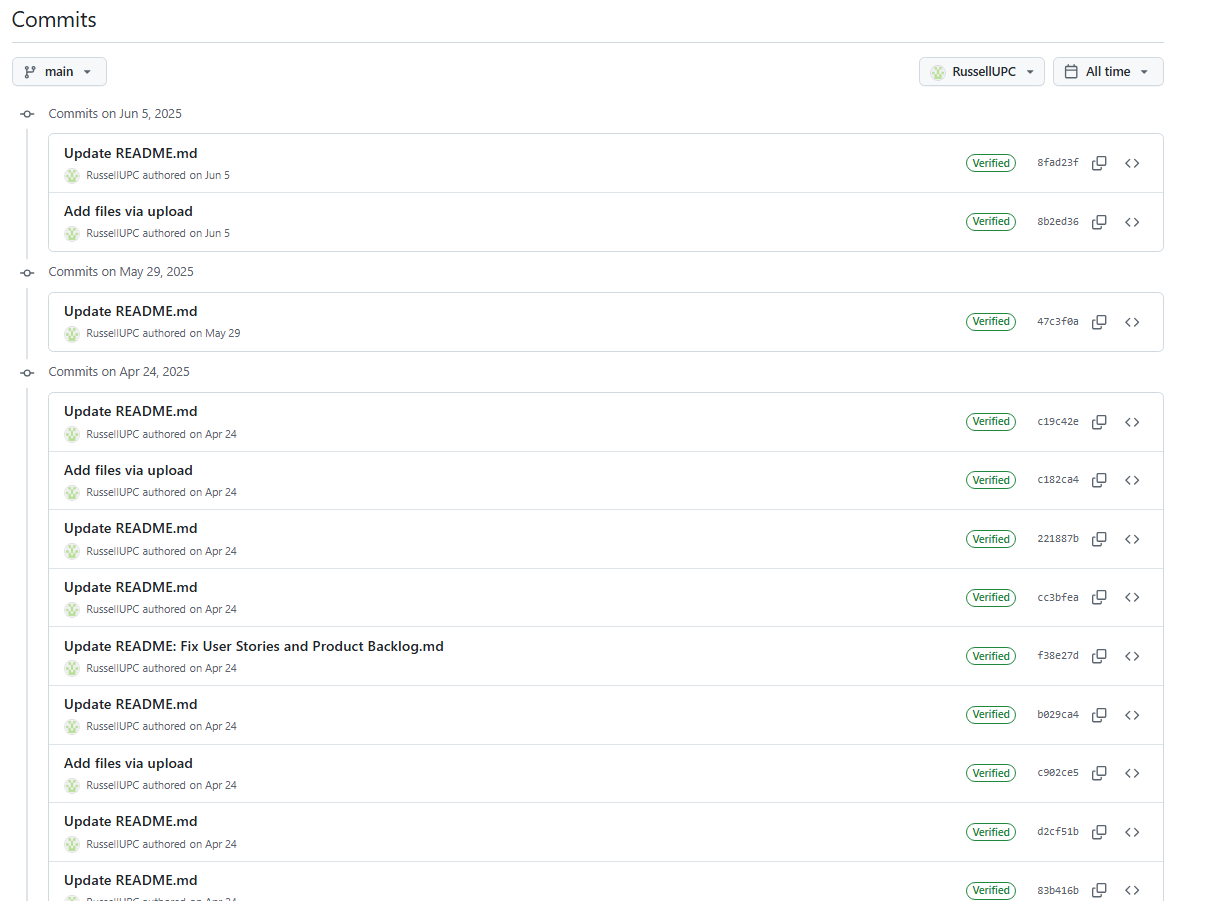 Commits
main
RussellUPC
All time
Commits on Jun 5, 2025
Update README.md
Verified 8fad23f
RussellUPC authored on Jun 5
Add files via upload
Verified 8b2ed36
RussellUPC authored on Jun 5
Commits on May 29, 2025
Update README.md
Verified 47c3f0a
RussellUPC authored on May 29
Commits on Apr 24, 2025
Update README.md
Verified c19c42e
RussellUPC authored on Apr 24
Add files via upload
Verified c182ca4
RussellUPC authored on Apr 24
Update README.md
Verified 221887b
RussellUPC authored on Apr 24
Update README.md
Verified cc3bfea
RussellUPC authored on Apr 24
Update README: Fix User Stories and Product Backlog.md
Verified f38e27d
RussellUPC authored on Apr 24
Update README.md
Verified b029ca4
RussellUPC authored on Apr 24
Add files via upload
Verified c902ce5
RussellUPC authored on Apr 24
Update README.md
Verified d2cf51b
RussellUPC authored on Apr 24
Update README.md
Verified 83b416b
RussellUPC authored on Apr 24